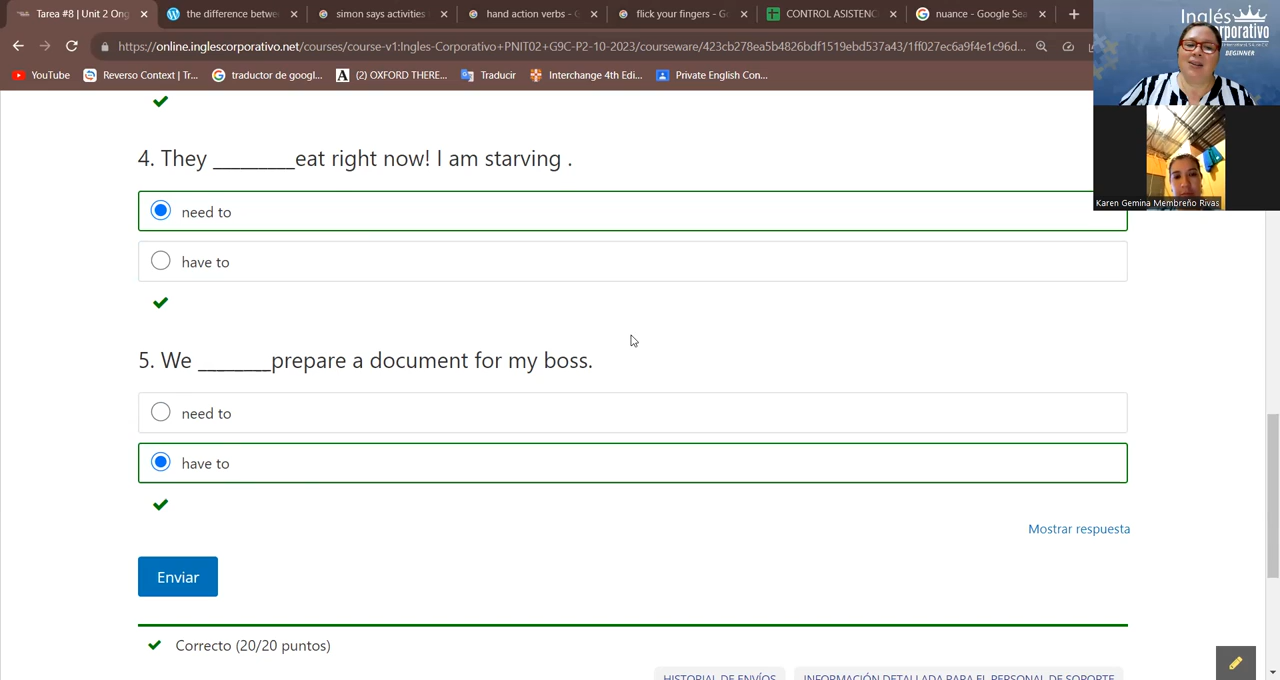 Tarea #8 | Unit 2 Ong
the difference betwe
simon says activities
hand action verbs - G
flick your fingers - G
CONTROL ASISTENC
nuance - Google Sea
https://online.inglescorporativo.net/courses/course-v1:Ingles-Corporativo+PNIT02+G9C-P2-10-2023/courseware/423cb278ea5b4826bdf1519ebd537a43/1ff027ec6a9f4e1c96d...
YouTube
Reverso Context | Tr...
traductor de googl...
(2) OXFORD THERE...
Traducir
Interchange 4th Edi...
Private English Con...
Inglés
Corporativo
BEGINNER
Karen Gemina Membreño Rivas
4. They _________eat right now! I am starving .
need to
have to
5. We ________prepare a document for my boss.
need to
have to
Mostrar respuesta
Enviar
Correcto (20/20 puntos)
HISTORIAL DE ENVÍOS
INFORMACIÓN DETALLADA PARA EL PERSONAL DE SOPORTE